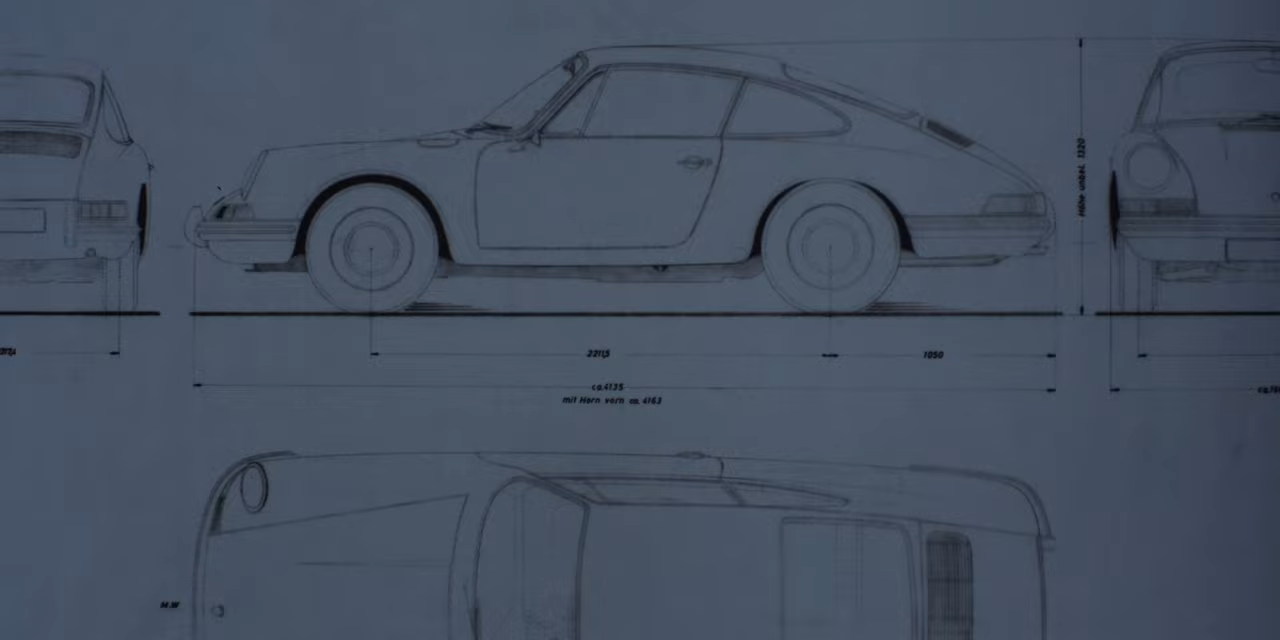 Höhe unbel. 1320
2211,5
1050
ca.4135
mit Horn vorn ca. 4163
M.W